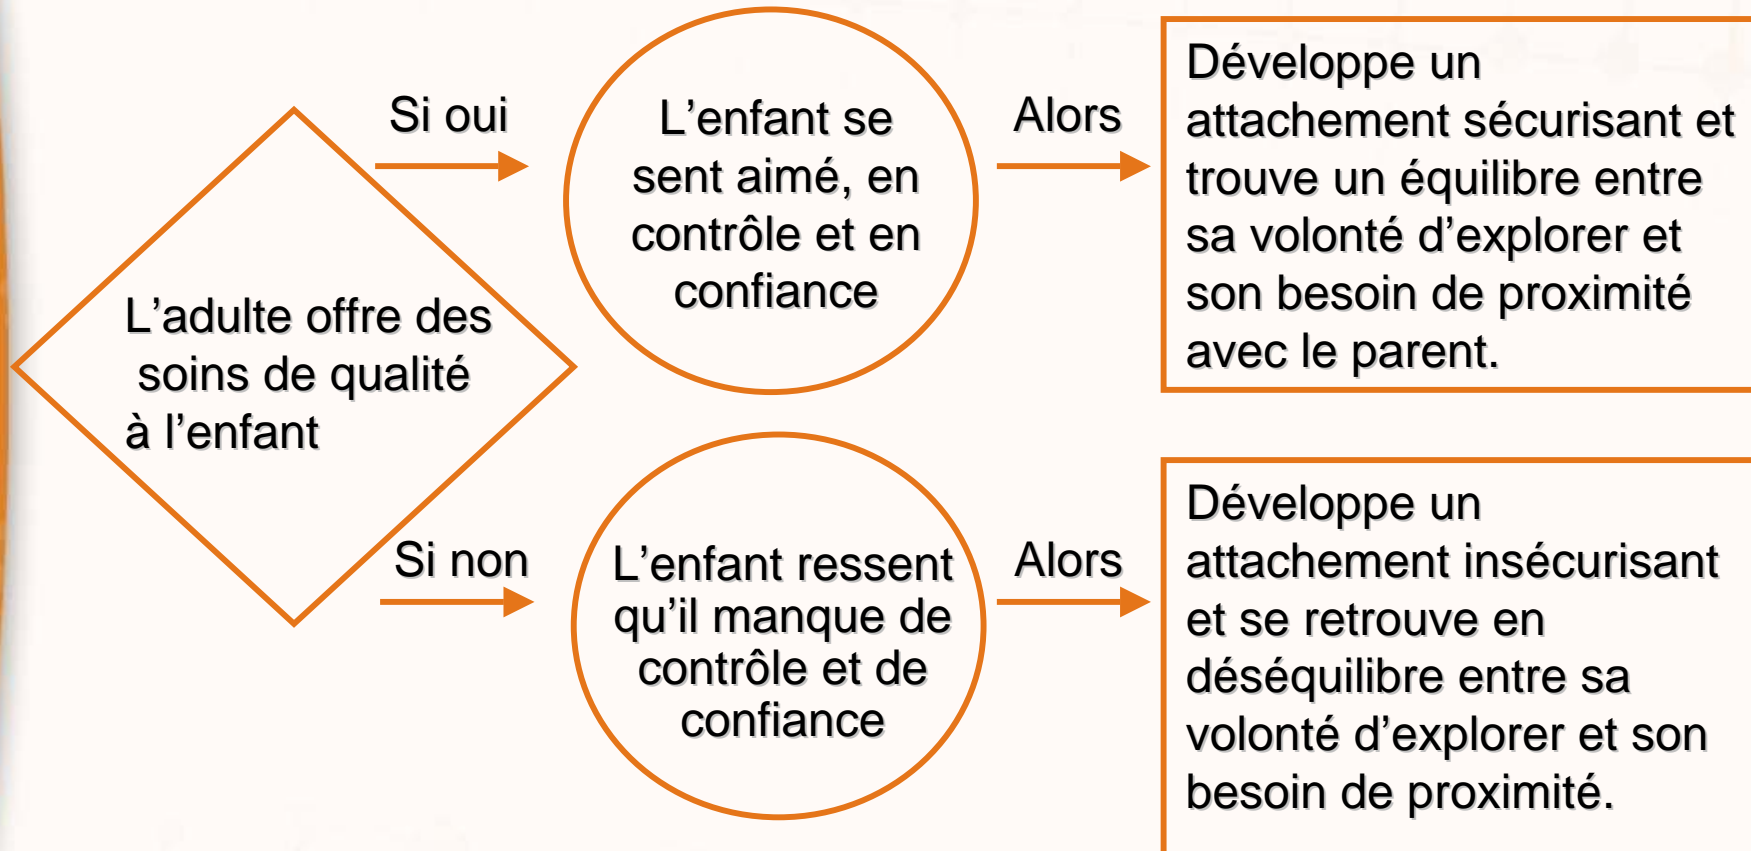 L’adulte offre des
soins de qualité
à l’enfant
Si oui
L’enfant se
sent aimé, en
contrôle et en
confiance
Alors
Développe un
attachement sécurisant et
trouve un équilibre entre
sa volonté d’explorer et
son besoin de proximité
avec le parent.
Si non
L’enfant ressent
qu’il manque de
contrôle et de
confiance
Alors
Développe un
attachement insécurisant
et se retrouve en
déséquilibre entre sa
volonté d’explorer et son
besoin de proximité.